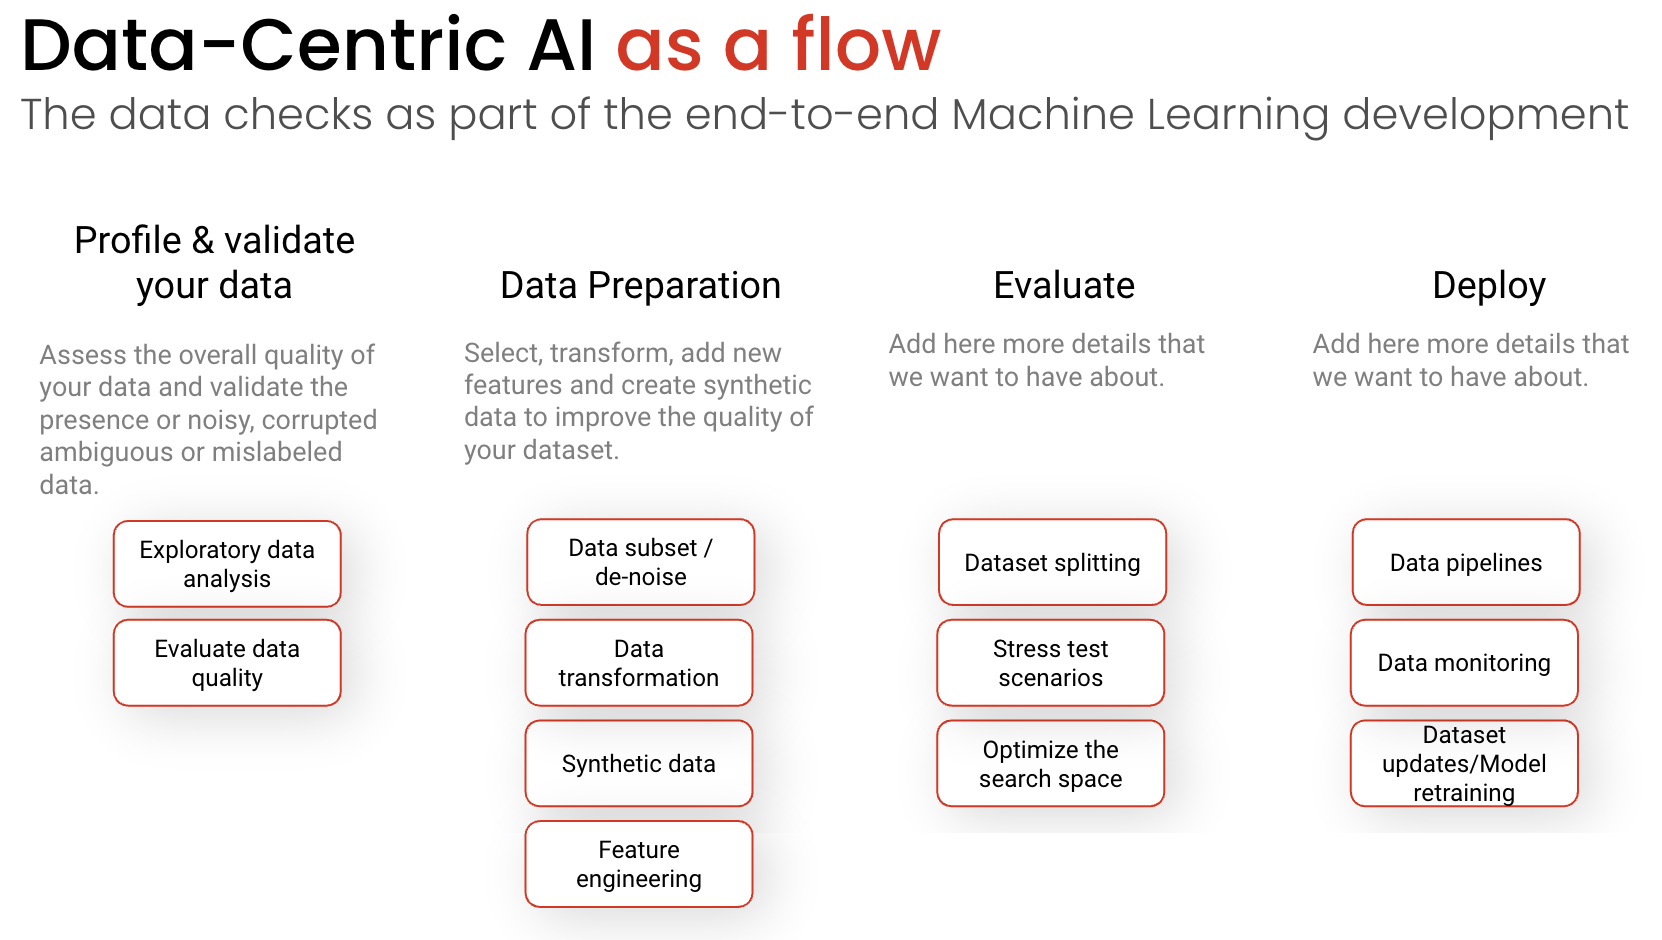 Data-Centric AI as a flow
The data checks as part of the end-to-end Machine Learning development
Profile & validate
your data
Assess the overall quality of
your data and validate the
presence or noisy, corrupted
ambiguous or mislabeled
data.
Exploratory data
analysis
Evaluate data
quality
Data Preparation
Select, transform, add new
features and create synthetic
data to improve the quality of
your dataset.
Data subset /
de-noise
Data
transformation
Synthetic data
Feature
engineering
Evaluate
Add here more details that
we want to have about.
Dataset splitting
Stress test
scenarios
Optimize the
search space
Deploy
Add here more details that
we want to have about.
Data pipelines
Data monitoring
Dataset
updates/Model
retraining